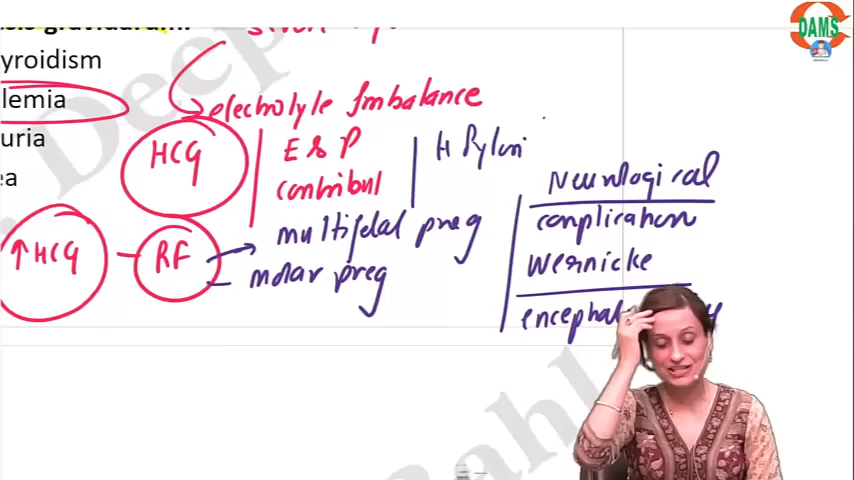 yroidism
lemia
uria
ea
electrolyte Imbalance
HCG
E & P
contribut
H Pylori
↑HCG
RF
multifetal preg
molar preg
Neurological
complication
Wernicke
DAMS